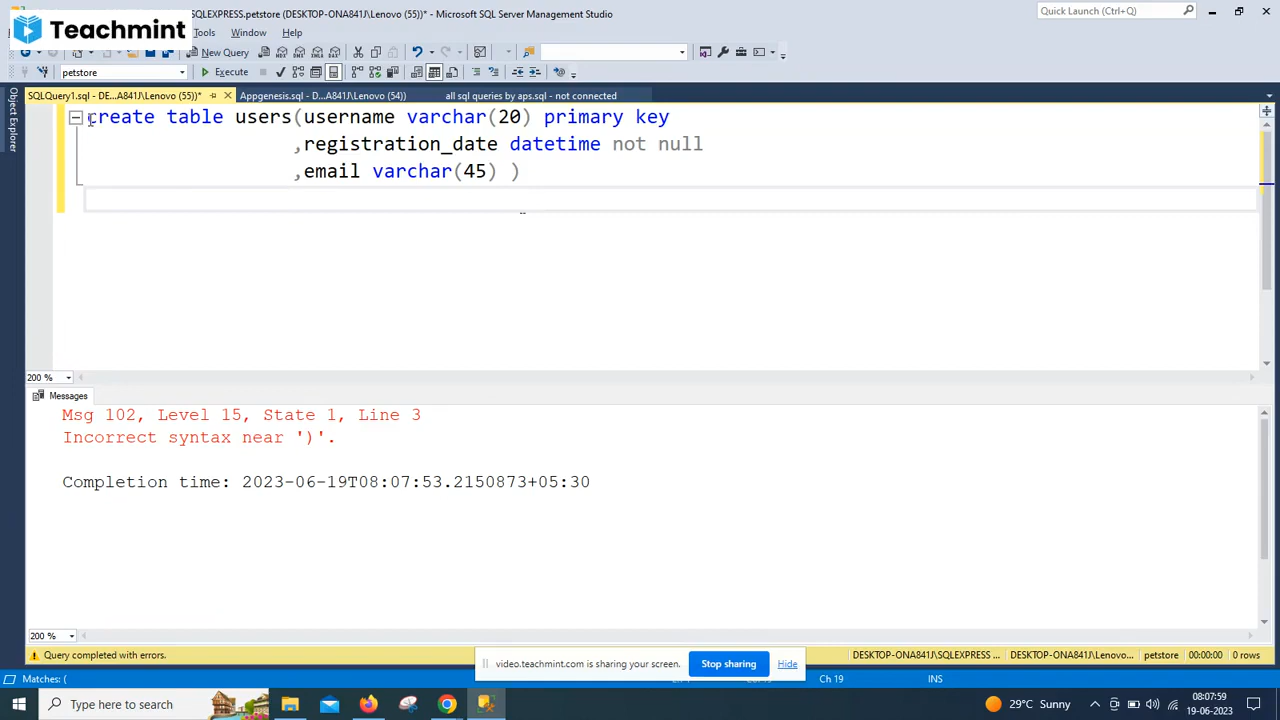 SQLEXPRESS.petstore (DESKTOP-ONA841J\Lenovo (55))* - Microsoft SQL Server Management Studio
Quick Launch (Ctrl+Q)
Teachmint
Tools Window Help
New Query
petstore
Execute
SQLQuery1.sql - DE...A841J\Lenovo (55))*
Appgenesis.sql - D...A841J\Lenovo (54))
all sql queries by aps.sql - not connected
Object Explorer
create table users(username varchar(20) primary key
,registration_date datetime not null
,email varchar(45) )
200 %
Messages
Msg 102, Level 15, State 1, Line 3
Incorrect syntax near ')'.
Completion time: 2023-06-19T08:07:53.2150873+05:30
200 %
Query completed with errors.
DESKTOP-ONA841J\SQLEXPRESS ...
DESKTOP-ONA841J\Lenovo...
petstore
00:00:00
0 rows
video.teachmint.com is sharing your screen.
Stop sharing
Hide
Matches: (
Ch 19
INS
Type here to search
29°C Sunny
08:07:59
19-06-2023